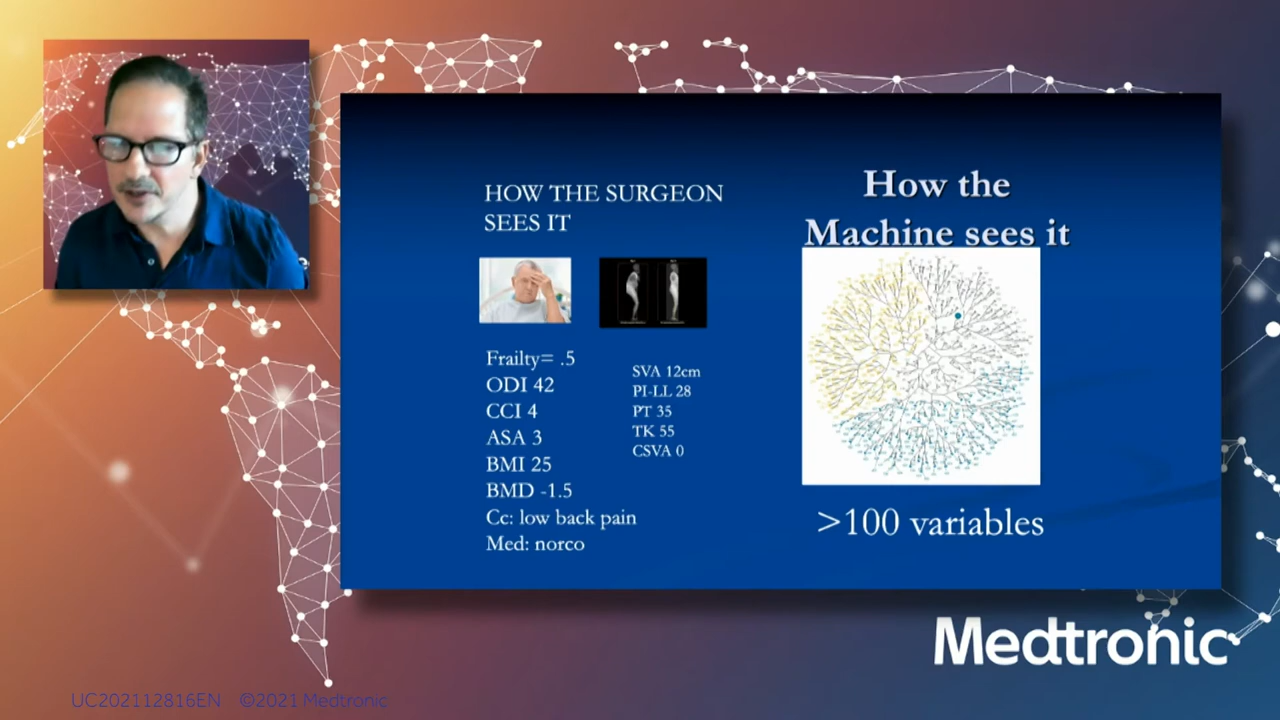 HOW THE SURGEON
SEES IT
Frailty= .5
ODI 42
CCI 4
ASA 3
BMI 25
BMD -1.5
Cc: low back pain
Med: norco
SVA 12cm
PI-LL 28
PT 35
TK 55
CSVA 0
How the
Machine sees it
>100 variables
Medtronic
UC202112816EN ©2021 Medtronic